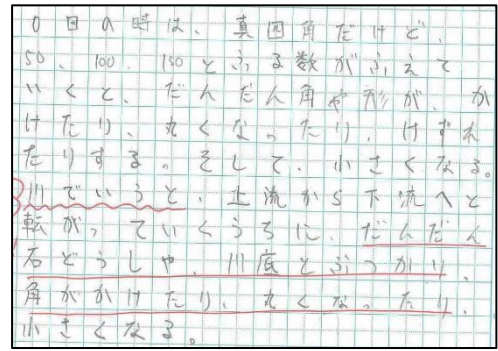 0回の時は、真四角だけど、
50、100、150とふる数がふえて
いくと、だんだん角や形が、か
けたり、丸くなったり、けずれ
たりする。そして、小さくなる。
川でいうと、上流から下流へと
転がっていくうちに、だんだん
石どうしや、川底とぶつかり、
角がかけたり、丸くなったり、
小さくなる。